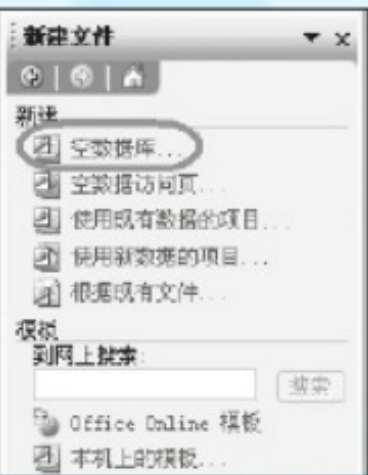 新建文件
新建
空数据库...
空数据访问页...
使用现有数据的项目...
使用新数据的项目...
根据现有文件...
模板
到网上搜索:
搜索
Office Online 模板
本机上的模板...